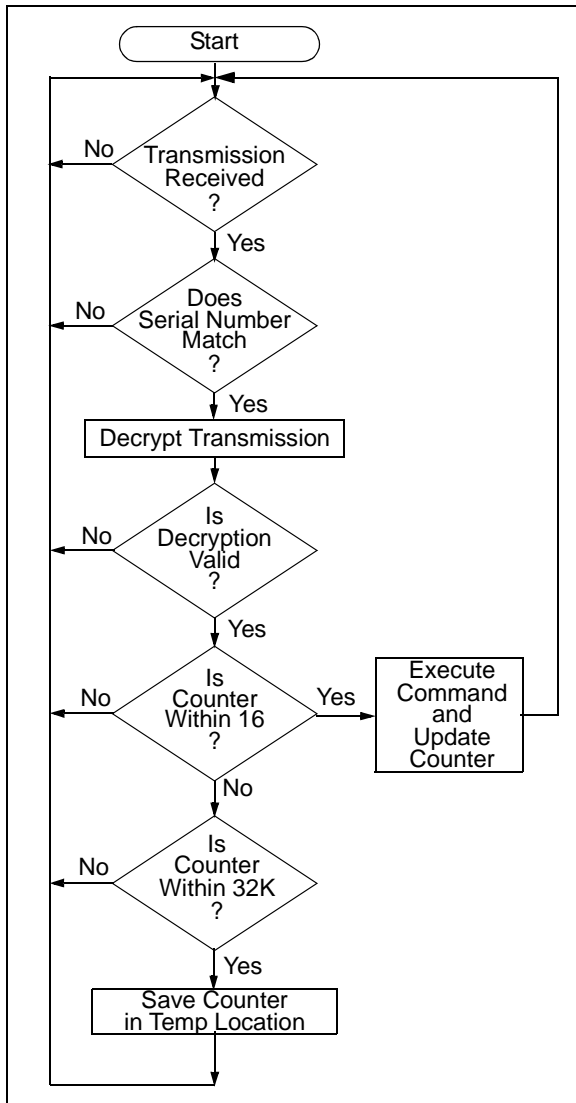 Start
No
Transmission
Received
?
Yes
No
Does
Serial Number
Match
?
Yes
Decrypt Transmission
No
Is
Decryption
Valid
?
Yes
No
Is
Counter
Within 16
?
Yes
Execute
Command
and
Update
Counter
No
No
Is
Counter
Within 32K
?
Yes
Save Counter
in Temp Location